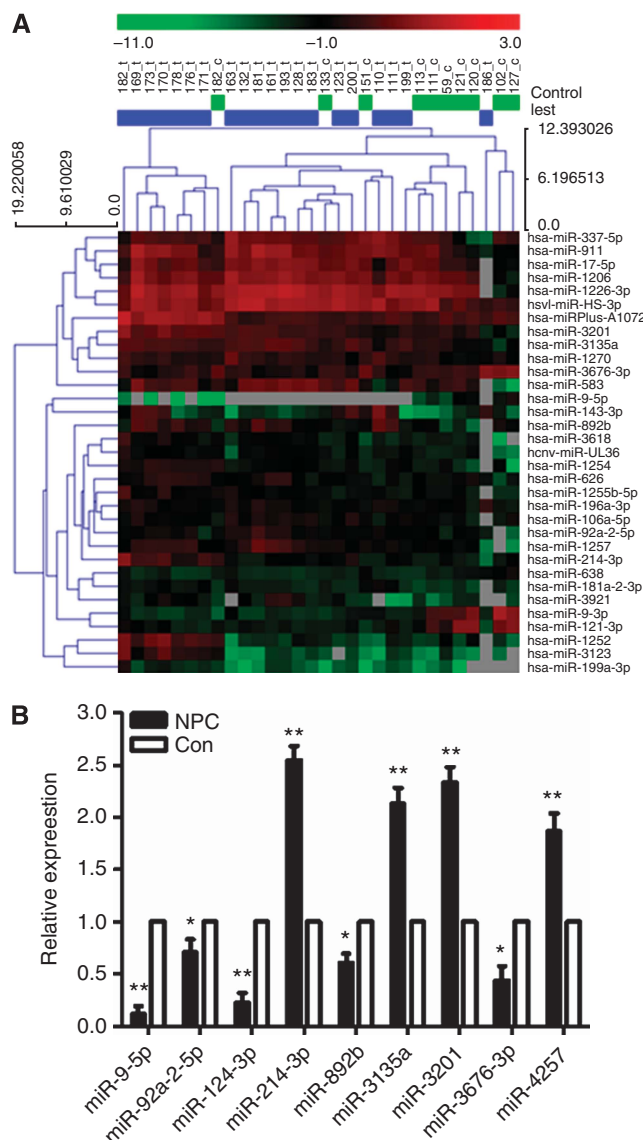 A
−11.0 −1.0 3.0
182_t 169_t 173_t 170_t 178_t 176_t 171_t 82_c 63_t 132_t 181_t 161_t 193_t 128_t 183_t 133_c 123_t 200_t 151_c 110_t 111_t 199_t 13_c 11_c 59_c 121_c 120_c 86_t 102_c 127_c
Control
lest
19.220058
9.610029
0.0
12.393026
6.196513
0.0
hsa-miR-337-5p
hsa-miR-911
hsa-miR-17-5p
hsa-miR-1206
hsa-miR-1226-3p
hsvl-miR-HS-3p
hsa-miRPlus-A1072
hsa-miR-3201
hsa-miR-3135a
hsa-miR-1270
hsa-miR-3676-3p
hsa-miR-583
hsa-miR-9-5p
hsa-miR-143-3p
hsa-miR-892b
hsa-miR-3618
hcnv-miR-UL36
hsa-miR-1254
hsa-miR-626
hsa-miR-1255b-5p
hsa-miR-196a-3p
hsa-miR-106a-5p
hsa-miR-92a-2-5p
hsa-miR-1257
hsa-miR-214-3p
hsa-miR-638
hsa-miR-181a-2-3p
hsa-miR-3921
hsa-miR-9-3p
hsa-miR-121-3p
hsa-miR-1252
hsa-miR-3123
hsa-miR-199a-3p
B
NPC
Con
Relative expreestion
3.0
2.5
2.0
1.5
1.0
0.5
0.0
** * ** ** * ** ** * **
miR-9-5p
miR-92a-2-5p
miR-124-3p
miR-214-3p
miR-892b
miR-3135a
miR-3201
miR-3676-3p
miR-4257